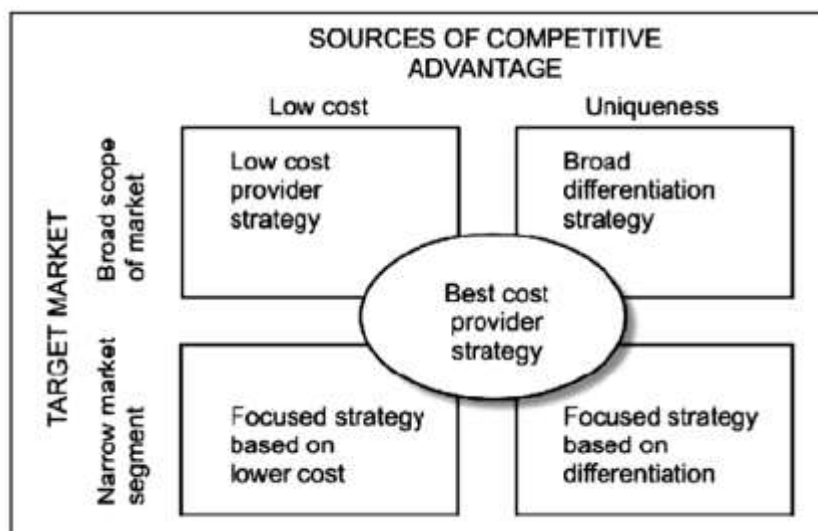 SOURCES OF COMPETITIVE
ADVANTAGE
Low cost
Uniqueness
TARGET MARKET
Broad scope
of market
Low cost
provider
strategy
Broad
differentiation
strategy
Best cost
provider
strategy
Narrow market
segment
Focused strategy
based on
lower cost
Focused strategy
based on
differentiation